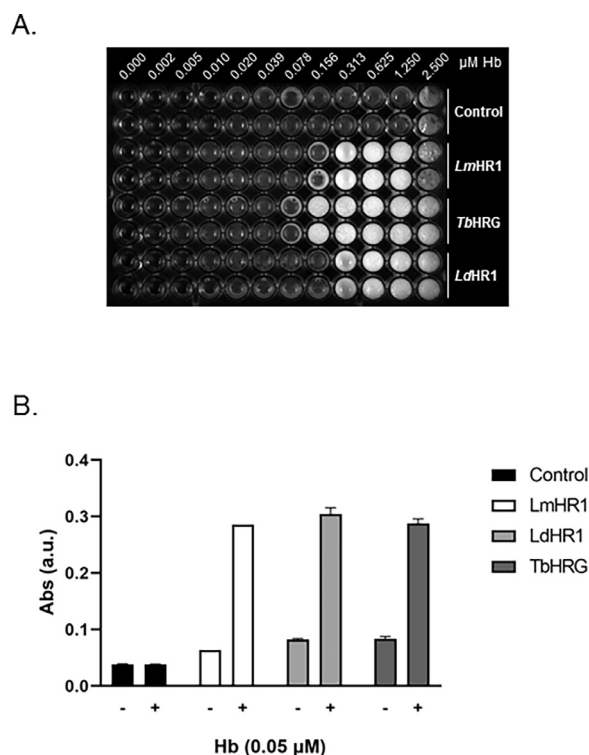 A.
0.000 0.002 0.005 0.010 0.020 0.039 0.078 0.156 0.313 0.625 1.250 2.500 µM Hb
Control
LmHR1
TbHRG
LdHR1
B.
Abs (a.u.)
0.4
0.3
0.2
0.1
0.0
- + - + - + - +
Hb (0.05 µM)
Control
LmHR1
LdHR1
TbHRG